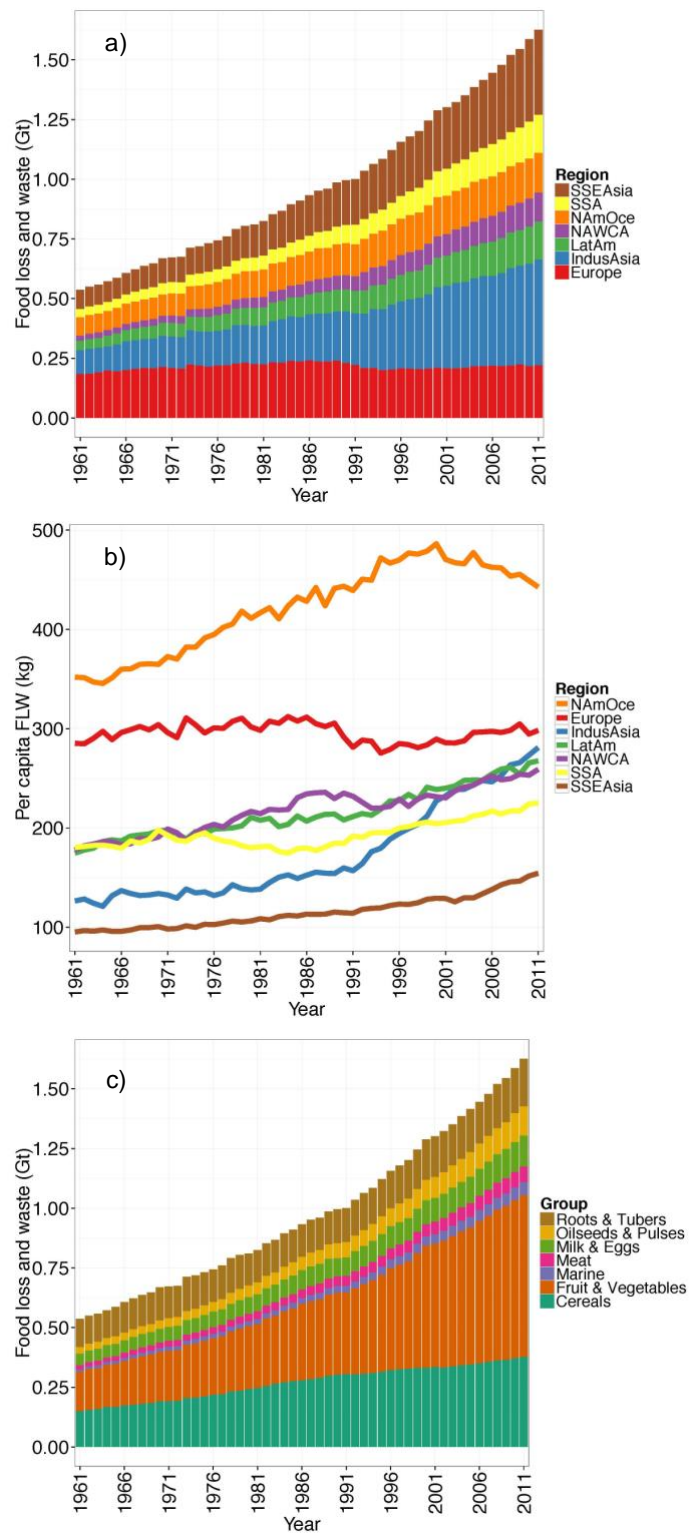 a)
Food loss and waste (Gt)
1.50
1.25
1.00
0.75
0.50
0.25
0.00
1961
1966
1971
1976
1981
1986
1991
1996
2001
2006
2011
Year
Region
SSEAsia
SSA
NAmOce
NAWCA
LatAm
IndusAsia
Europe
b)
Per capita FLW (kg)
500
400
300
200
100
1961
1966
1971
1976
1981
1986
1991
1996
2001
2006
2011
Year
Region
NAmOce
Europe
IndusAsia
LatAm
NAWCA
SSA
SSEAsia
c)
Food loss and waste (Gt)
1.50
1.25
1.00
0.75
0.50
0.25
0.00
1961
1966
1971
1976
1981
1986
1991
1996
2001
2006
2011
Year
Group
Roots & Tubers
Oilseeds & Pulses
Milk & Eggs
Meat
Marine
Fruit & Vegetables
Cereals